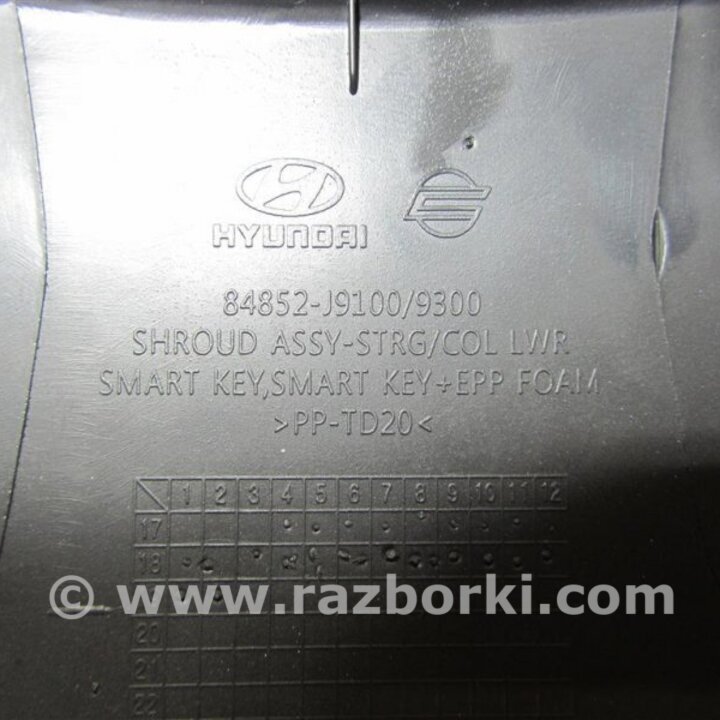 HYUNDAI
84852-J9100/9300
SHROUD ASSY-STRG/COL LWR
SMART KEY,SMART KEY+EPP FOAM
>PP-TD20<
1 2 3 4 5 6 7 8 9 10 11 12
17
18
© www.razborki.com
20
21
22